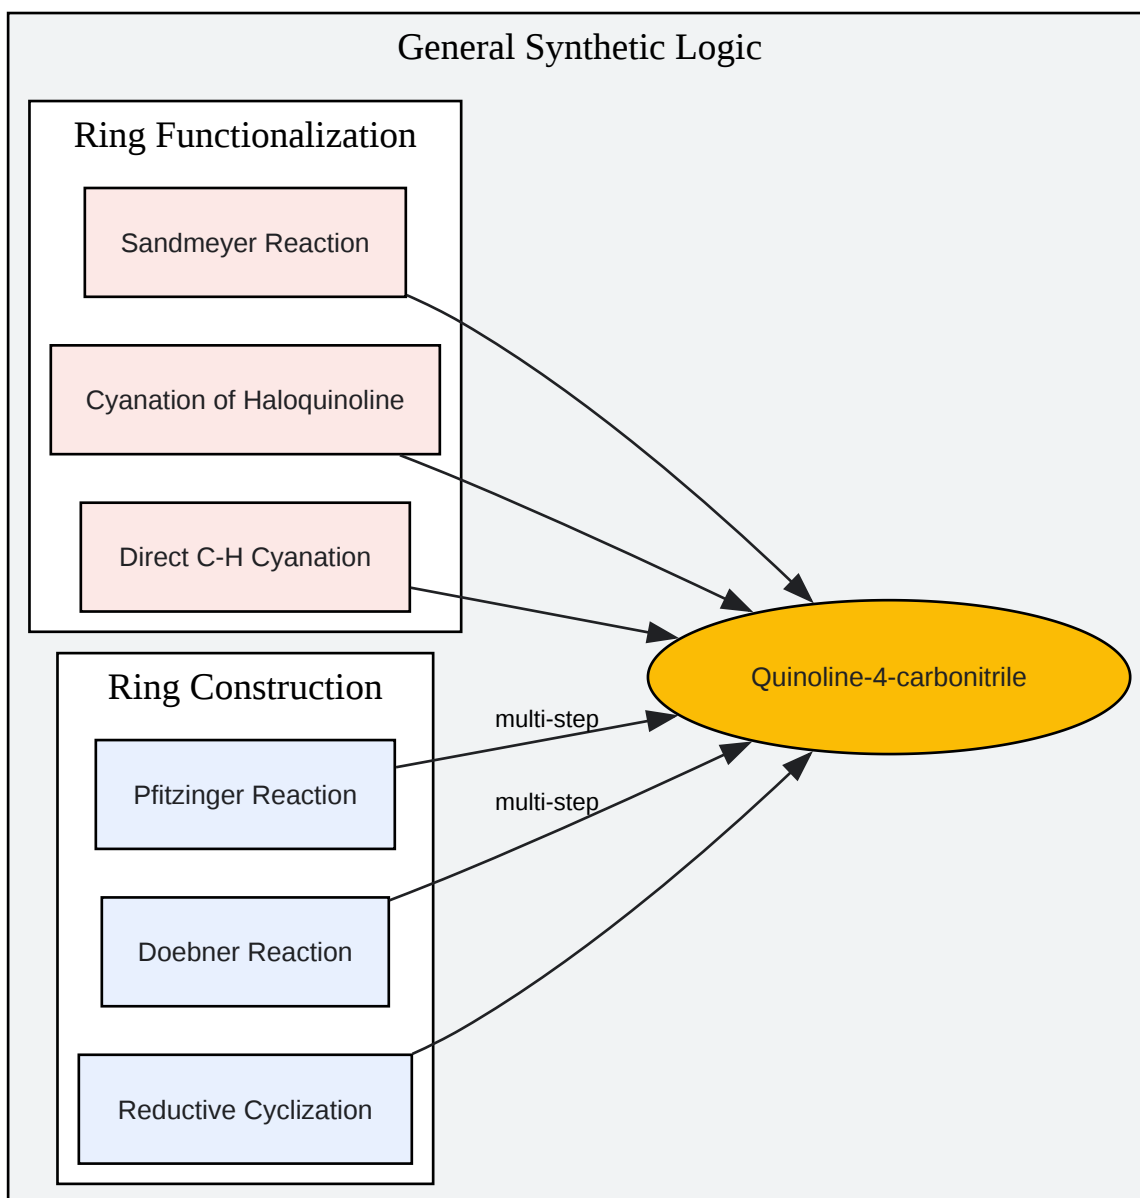 General Synthetic Logic
Ring Functionalization
Sandmeyer Reaction
Cyanation of Haloquinoline
Direct C-H Cyanation
Ring Construction
Pfitzinger Reaction
Doebner Reaction
Reductive Cyclization
multi-step
multi-step
Quinoline-4-carbonitrile